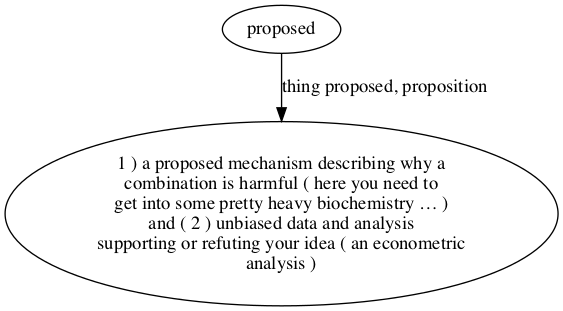 proposed
thing proposed, proposition
1 ) a proposed mechanism describing why a
combination is harmful ( here you need to
get into some pretty heavy biochemistry … )
and ( 2 ) unbiased data and analysis
supporting or refuting your idea ( an econometric
analysis )